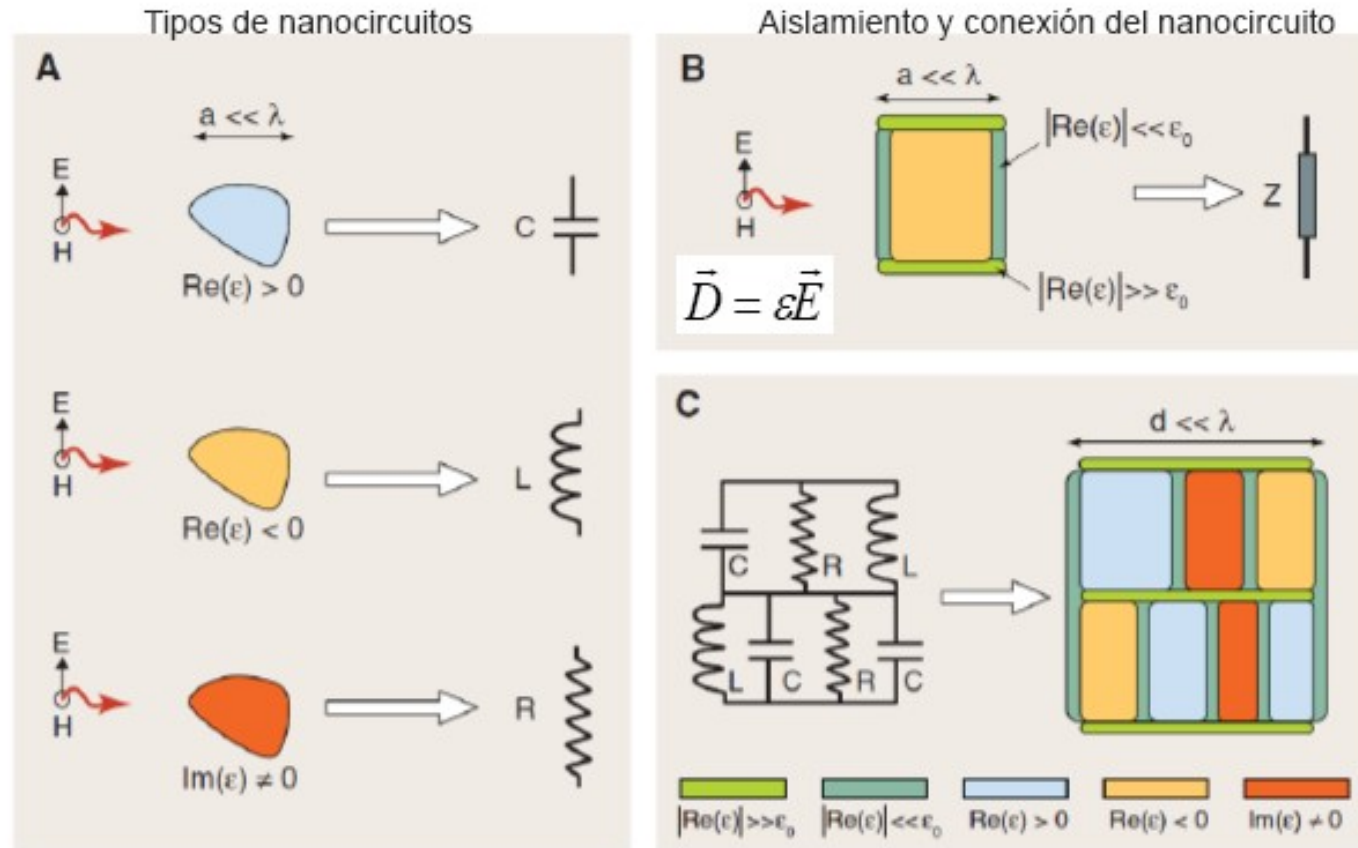 Tipos de nanocircuitos
A
a << λ
E
H
Re(ε) > 0
C
E
H
Re(ε) < 0
L
E
H
Im(ε) ≠ 0
R
Aislamiento y conexión del nanocircuito
B
a << λ
E
H
|Re(ε)|<< ε₀
|Re(ε)|>> ε₀
Z
D⃗ = εE⃗
C
d << λ
C R L
L C R C
|Re(ε)|>>ε₀
|Re(ε)|<<ε₀
Re(ε) > 0
Re(ε) < 0
Im(ε) ≠ 0